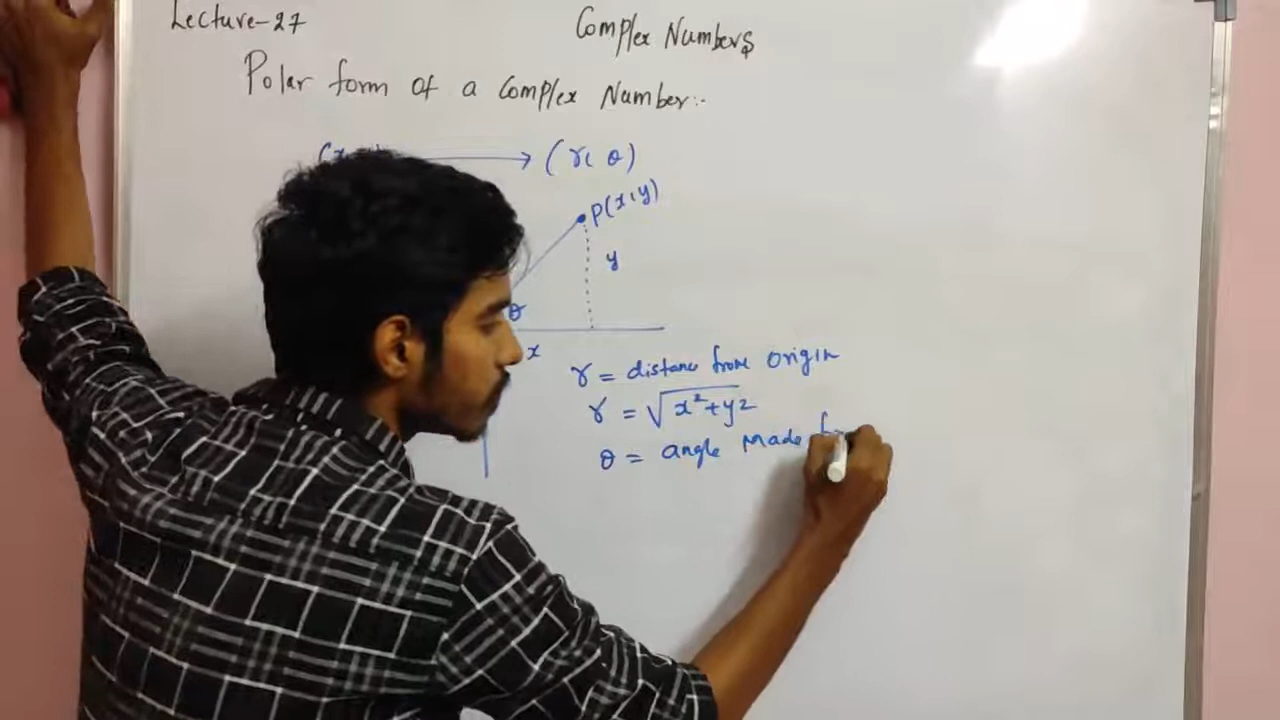 Lecture-27
Complex Numbers
Polar form of a Complex Number:-
(r, θ)
P(x,y)
y
θ
x
r = distance from origin
r = √x²+y2
θ = angle made